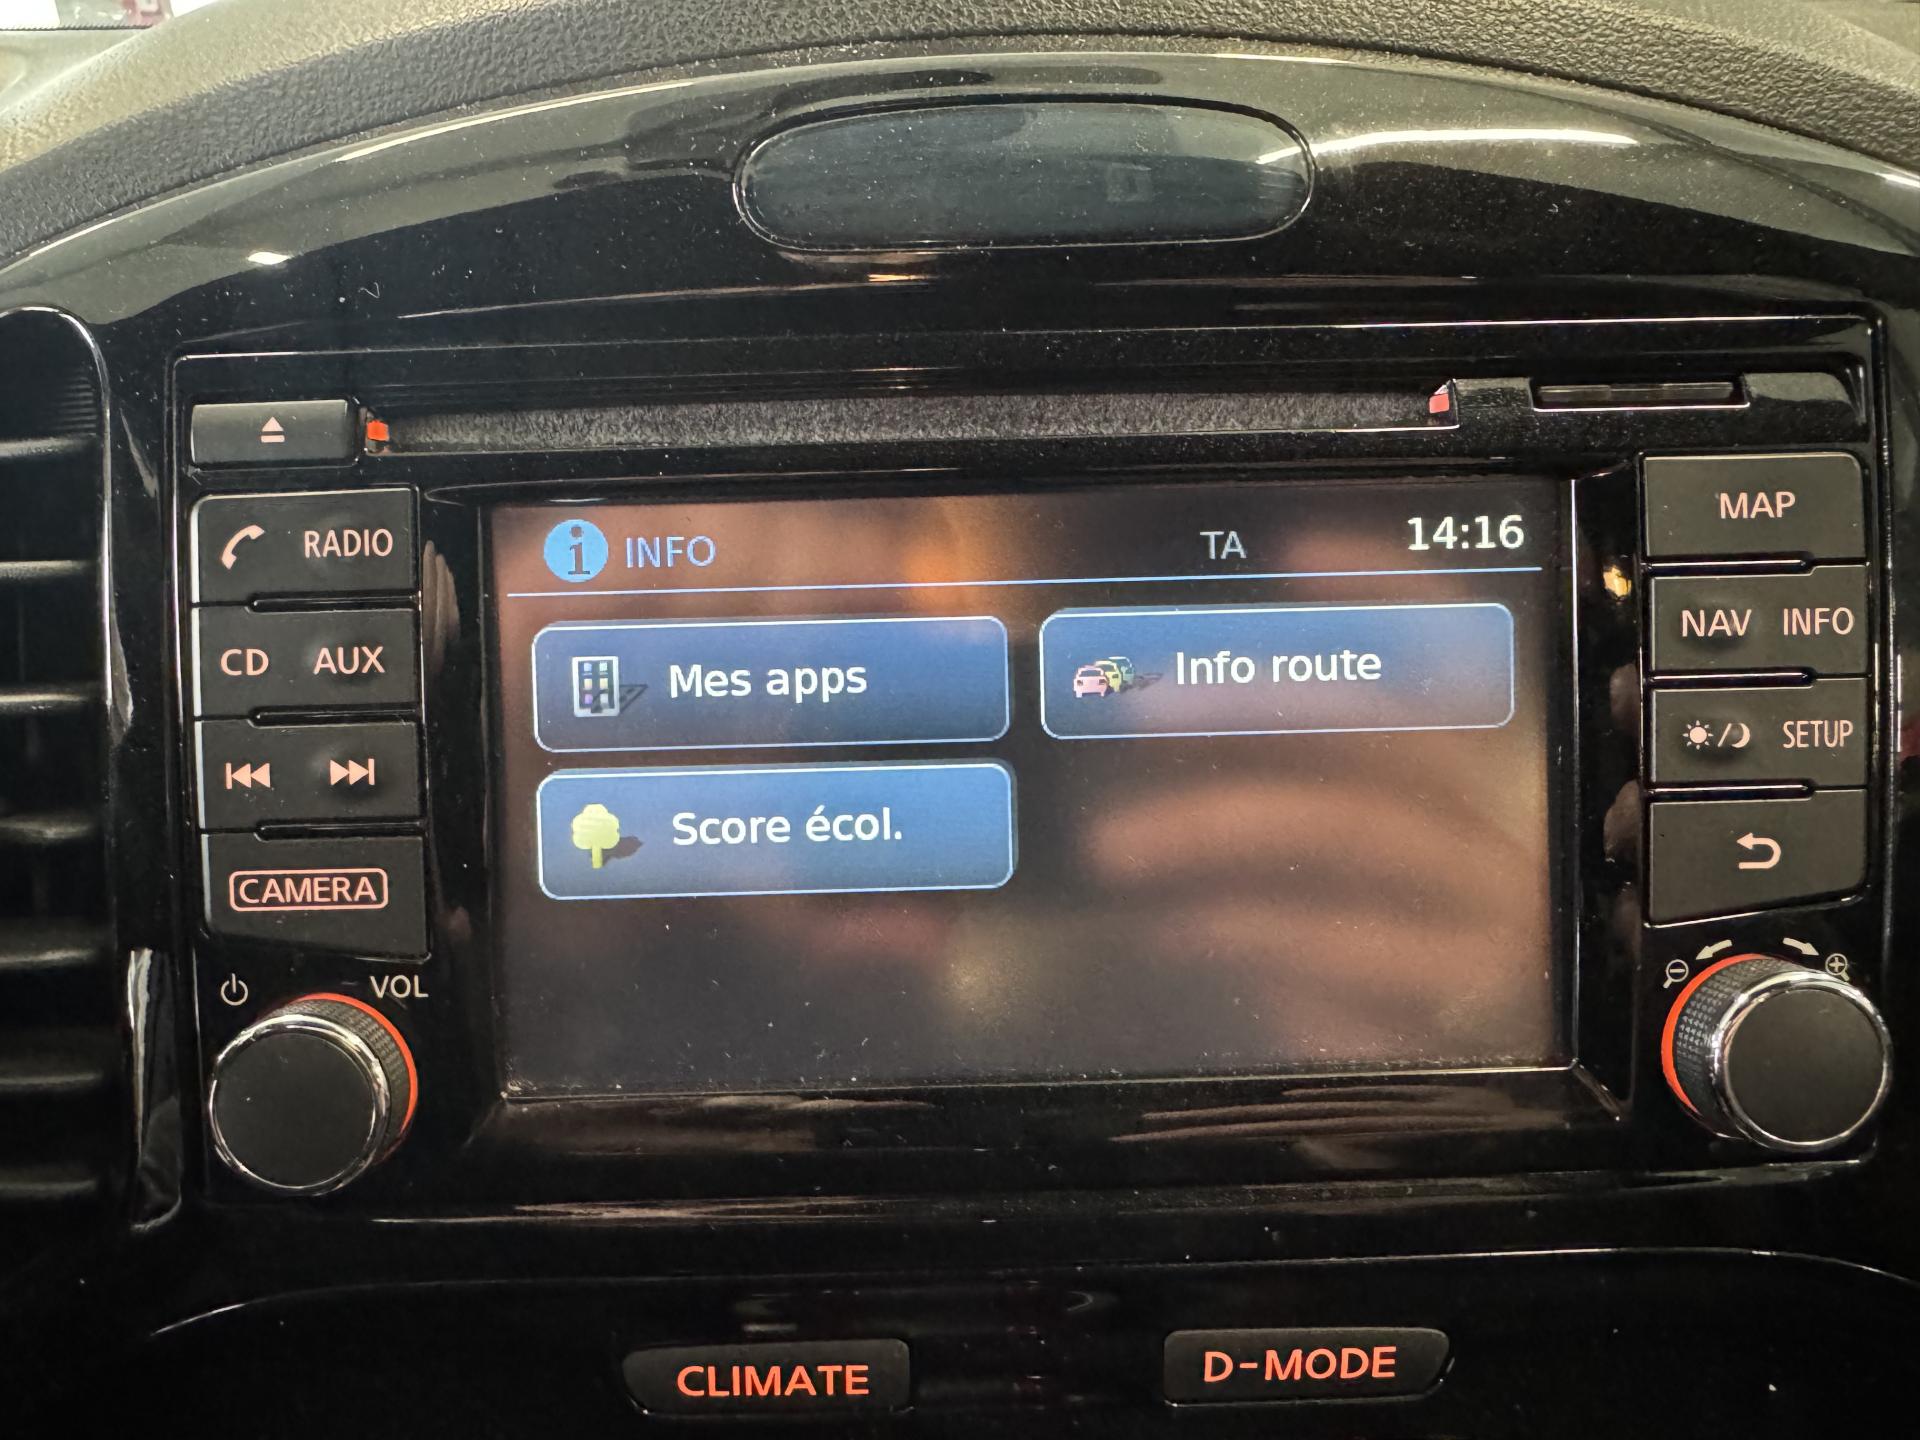 RADIO
CD AUX
CAMERA
VOL
INFO TA 14:16
Mes apps
Info route
Score écol.
MAP
NAV INFO
SETUP
CLIMATE
D-MODE